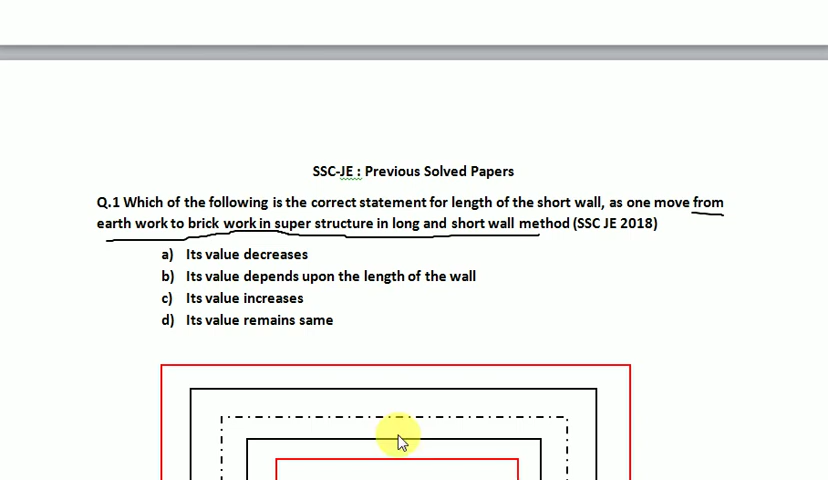 SSC-JE : Previous Solved Papers
Q.1 Which of the following is the correct statement for length of the short wall, as one move from
earth work to brick work in super structure in long and short wall method (SSC JE 2018)
a) Its value decreases
b) Its value depends upon the length of the wall
c) Its value increases
d) Its value remains same